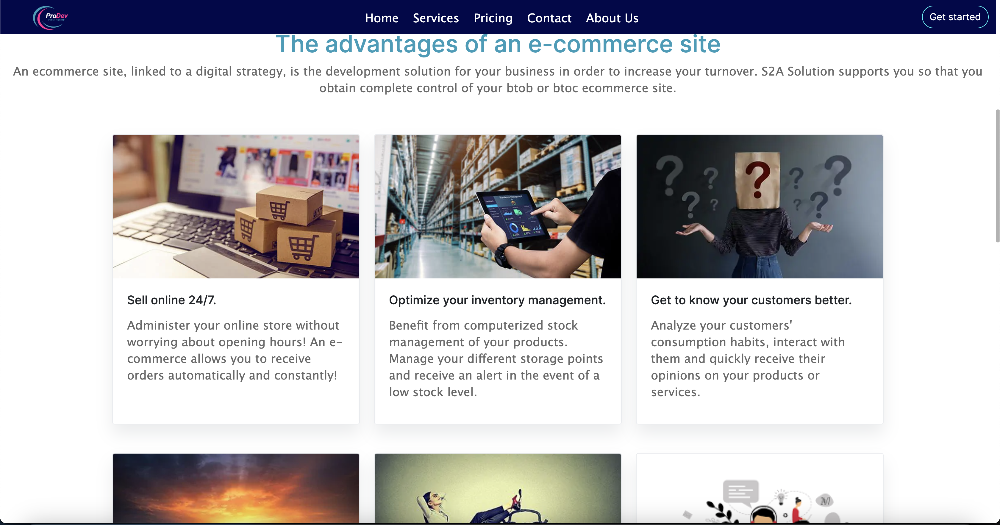 ProDev
Digital Agency
Home Services Pricing Contact About Us
Get started
The advantages of an e-commerce site
An ecommerce site, linked to a digital strategy, is the development solution for your business in order to increase your turnover. S2A Solution supports you so that you
obtain complete control of your btob or btoc ecommerce site.
Warehouse management
?
Sell online 24/7.
Administer your online store without
worrying about opening hours! An e-
commerce allows you to receive
orders automatically and constantly!
Optimize your inventory management.
Benefit from computerized stock
management of your products.
Manage your different storage points
and receive an alert in the event of a
low stock level.
Get to know your customers better.
Analyze your customers'
consumption habits, interact with
them and quickly receive their
opinions on your products or
services.